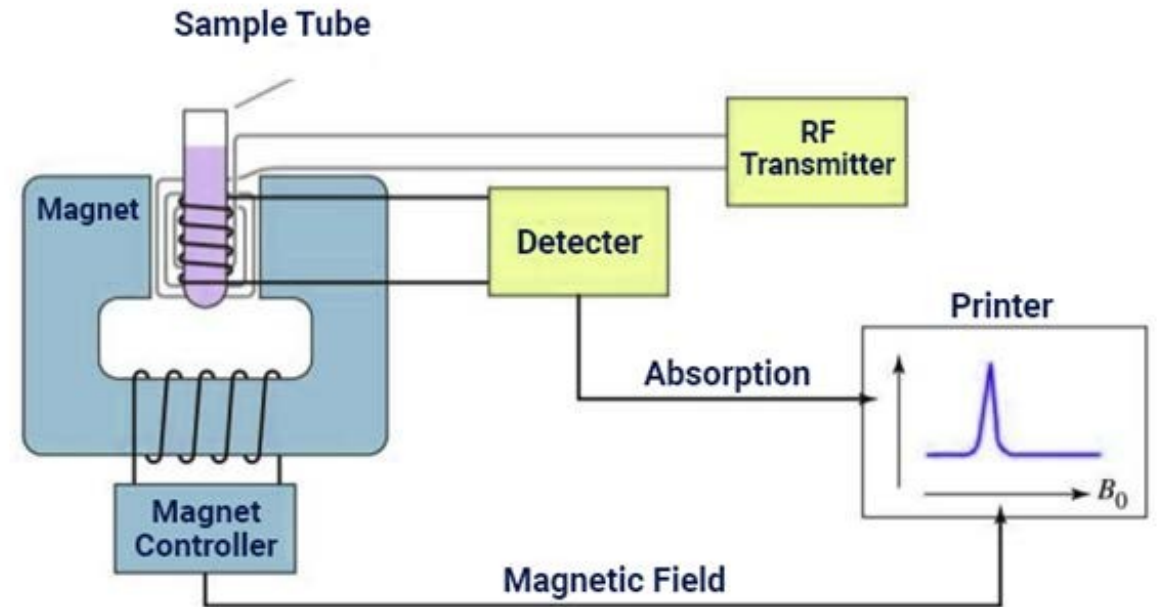 Sample Tube
RF
Transmitter
Magnet
Detecter
Printer
Absorption
B₀
Magnet
Controller
Magnetic Field